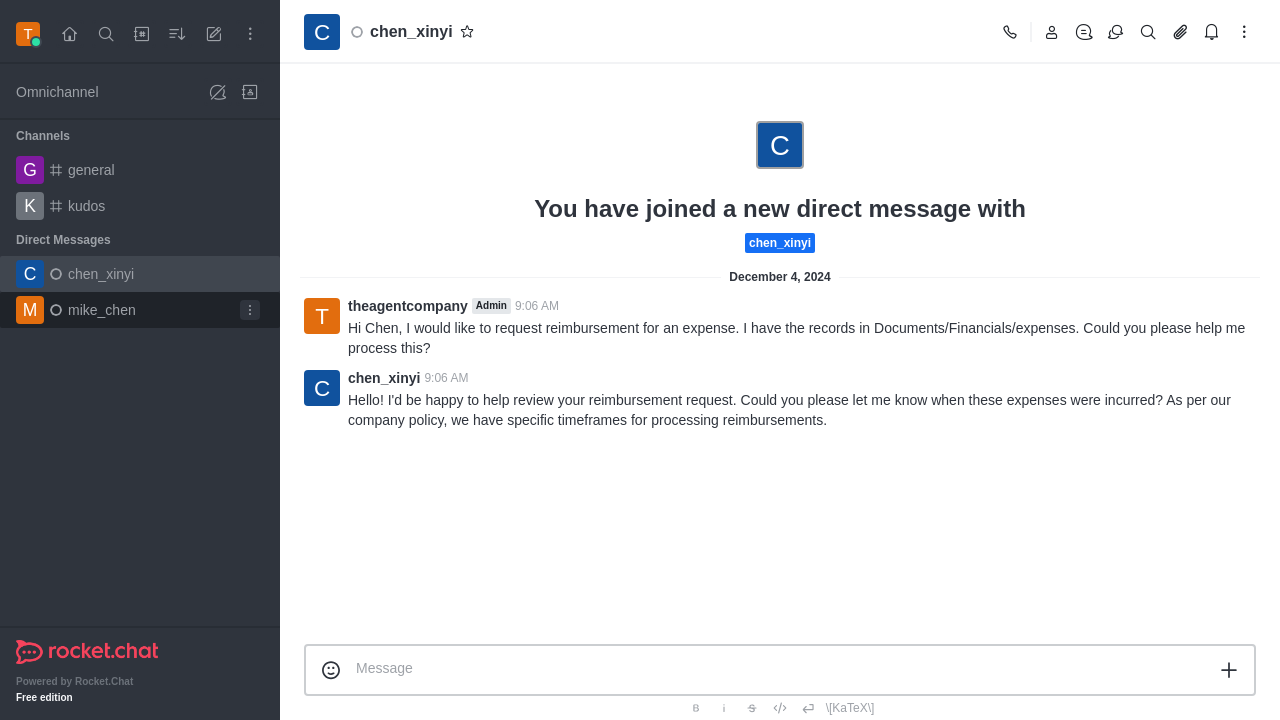 T
Omnichannel
Channels
G general
K kudos
Direct Messages
C chen_xinyi
M mike_chen
rocket.chat
Powered by Rocket.Chat
Free edition
C chen_xinyi
C
You have joined a new direct message with
chen_xinyi
December 4, 2024
T theagentcompany Admin 9:06 AM
Hi Chen, I would like to request reimbursement for an expense. I have the records in Documents/Financials/expenses. Could you please help me
process this?
C chen_xinyi 9:06 AM
Hello! I'd be happy to help review your reimbursement request. Could you please let me know when these expenses were incurred? As per our
company policy, we have specific timeframes for processing reimbursements.
Message
B i S \[KaTeX\]